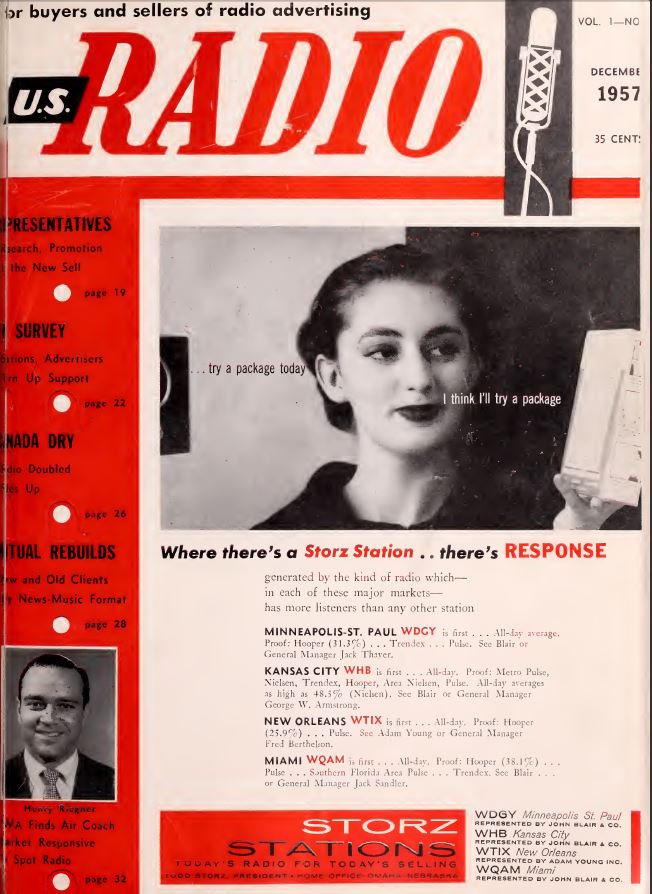 or buyers and sellers of radio advertising
U.S. RADIO
VOL. 1—NO
DECEMBE
1957
35 CENT
PRESENTATIVES
search, Promotion
the New Sell
page 19
SURVEY
tions, Advertisers
rn Up Support
page 22
NADA DRY
dio Doubled
les Up
page 26
TUAL REBUILDS
w and Old Clients
y News-Music Format
page 28
Henry Riegner
WA Finds Air Coach
arket Responsive
Spot Radio
page 32
... try a package today
I think I'll try a package
Where there's a Storz Station .. there's RESPONSE
generated by the kind of radio which—
in each of these major markets—
has more listeners than any other station
MINNEAPOLIS-ST. PAUL WDGY is first . . . All-day average.
Proof: Hooper (31.3%) . . . Trendex . . . Pulse. See Blair or
General Manager Jack Thayer.
KANSAS CITY WHB is first . . . All-day. Proof: Metro Pulse,
Nielsen, Trendex, Hooper, Area Nielsen, Pulse. All-day averages
as high as 48.5% (Nielsen). See Blair or General Manager
George W. Armstrong.
NEW ORLEANS WTIX is first . . . All-day. Proof: Hooper
(25.9%) . . . Pulse. See Adam Young or General Manager
Fred Berthelson.
MIAMI WQAM is first . . . All-day. Proof: Hooper (38.1%) . . .
Pulse . . . Southern Florida Area Pulse . . . Trendex. See Blair . . .
or General Manager Jack Sandler.
STORZ
STATIONS
TODAY'S RADIO FOR TODAY'S SELLING
TODD STORZ, PRESIDENT • HOME OFFICE: OMAHA, NEBRASKA
WDGY Minneapolis St. Paul
REPRESENTED BY JOHN BLAIR & CO.
WHB Kansas City
REPRESENTED BY JOHN BLAIR & CO.
WTIX New Orleans
REPRESENTED BY ADAM YOUNG INC.
WQAM Miami
REPRESENTED BY JOHN BLAIR & CO.